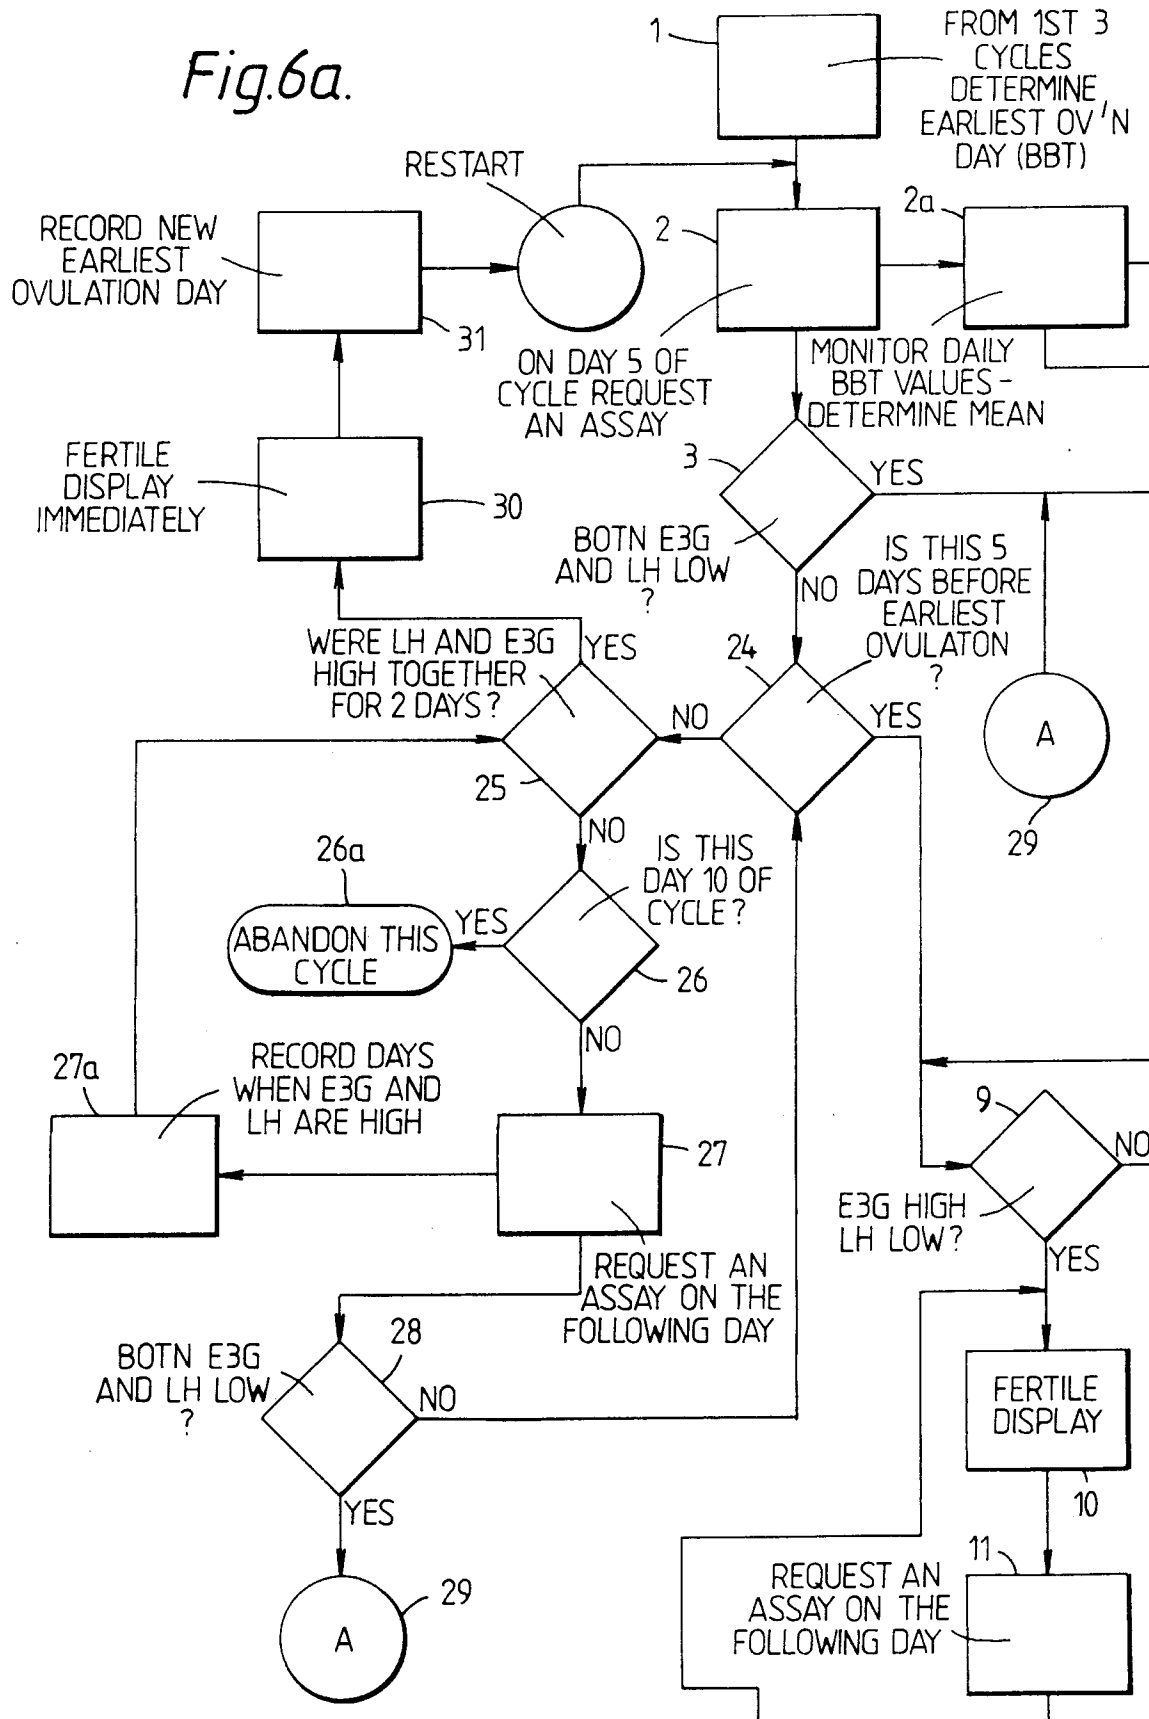 Fig.6a.
1
FROM 1ST 3
CYCLES
DETERMINE
EARLIEST OV'N
DAY (BBT)
RESTART
2
2a
RECORD NEW
EARLIEST
OVULATION DAY
31
ON DAY 5 OF
CYCLE REQUEST
AN ASSAY
MONITOR DAILY
BBT VALUES-
DETERMINE MEAN
FERTILE
DISPLAY
IMMEDIATELY
30
3
YES
BOTN E3G
AND LH LOW
?
NO
IS THIS 5
DAYS BEFORE
EARLIEST
OVULATON
?
WERE LH AND E3G
HIGH TOGETHER
FOR 2 DAYS?
YES
24
NO
YES
A
29
25
NO
IS THIS
DAY 10 OF
CYCLE?
26a
YES
ABANDON THIS
CYCLE
26
NO
27a
RECORD DAYS
WHEN E3G AND
LH ARE HIGH
27
9
NO
E3G HIGH
LH LOW?
YES
REQUEST AN
ASSAY ON THE
FOLLOWING DAY
28
BOTN E3G
AND LH LOW
?
NO
YES
FERTILE
DISPLAY
10
A
29
11
REQUEST AN
ASSAY ON THE
FOLLOWING DAY